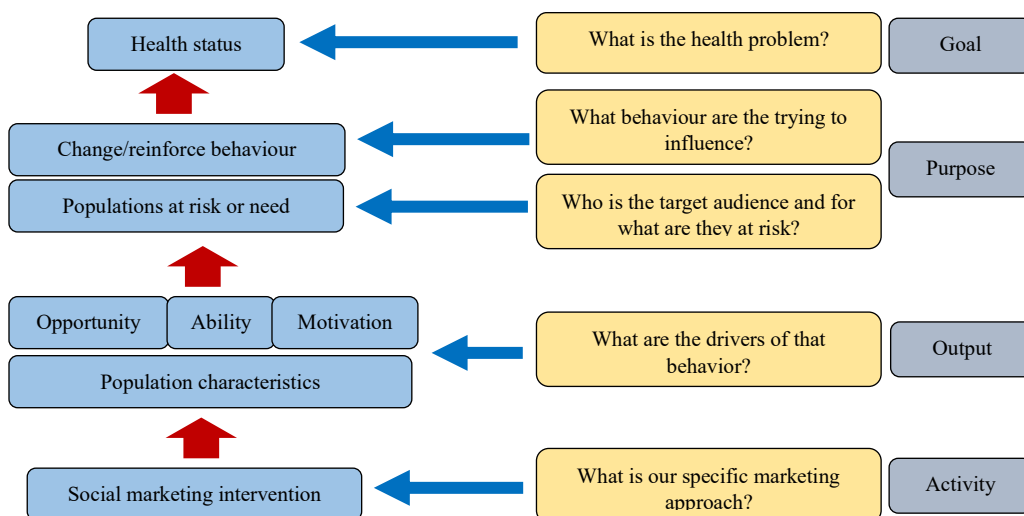 Health status
What is the health problem?
Goal
Change/reinforce behaviour
What behaviour are the trying to
influence?
Purpose
Populations at risk or need
Who is the target audience and for
what are they at risk?
Opportunity
Ability
Motivation
What are the drivers of that
behavior?
Output
Population characteristics
Social marketing intervention
What is our specific marketing
approach?
Activity